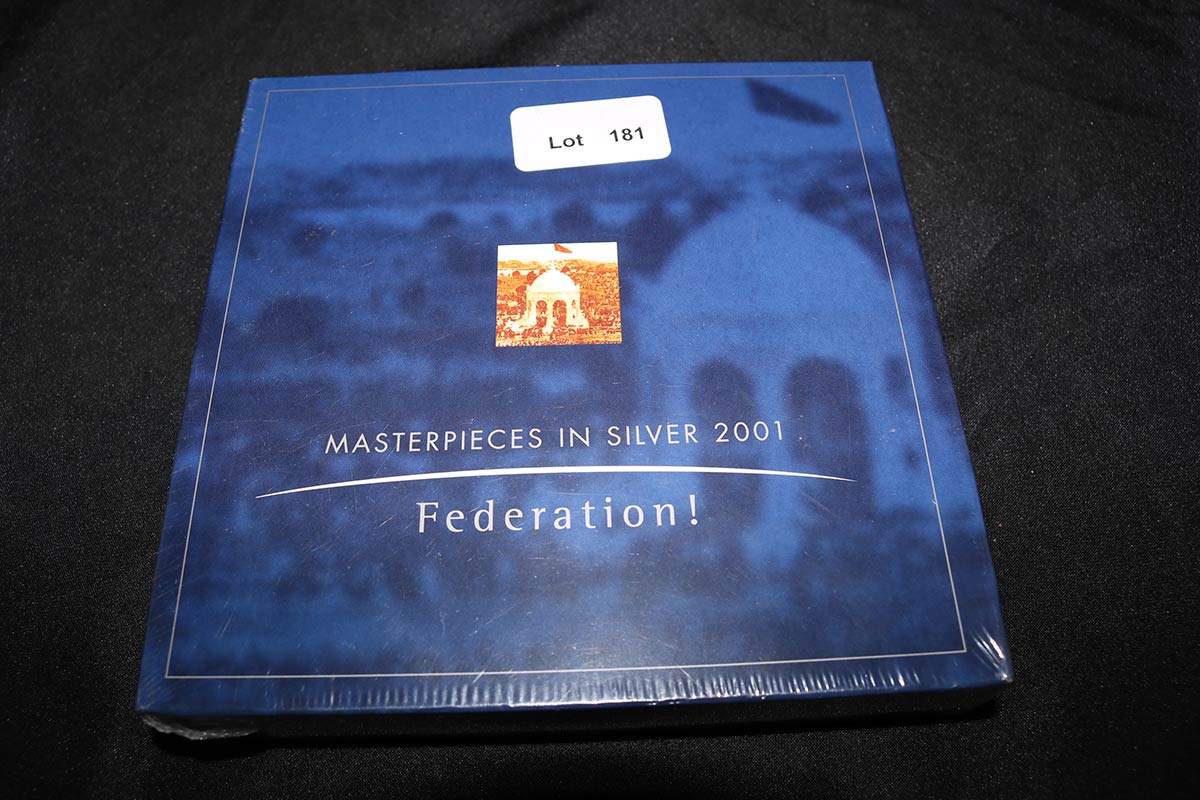 Lot 181
MASTERPIECES IN SILVER 2001
Federation!